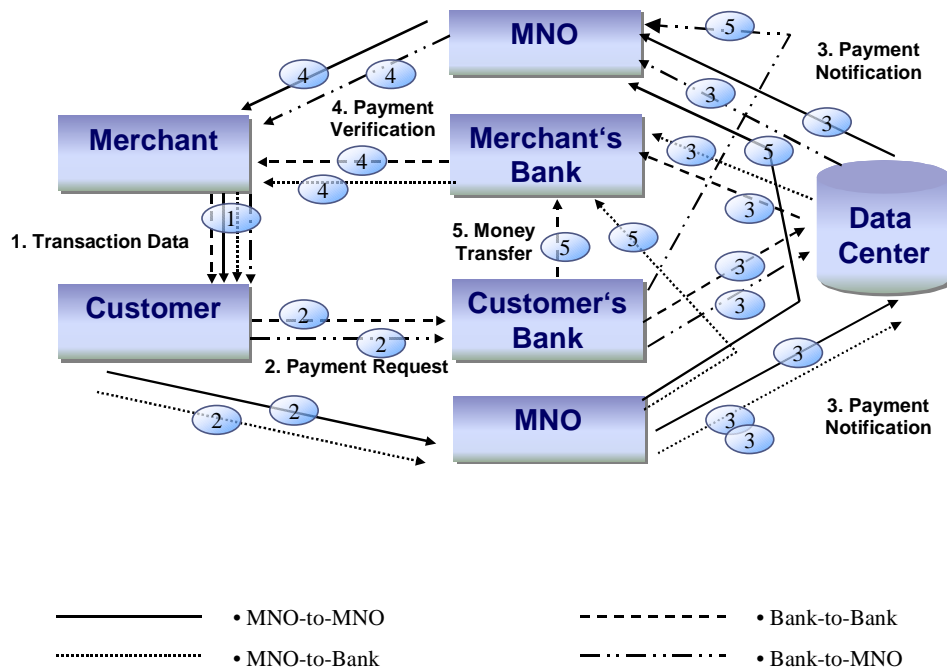 MNO
5
3. Payment
Notification
4
4
3
3
4. Payment
Verification
Merchant
Merchant‘s
Bank
3
5
4
4
3
Data
Center
1
1. Transaction Data
5. Money
Transfer
5
5
3
3
Customer
Customer‘s
Bank
2
2
2. Payment Request
3
MNO
2
2
3
3
3. Payment
Notification
• MNO-to-MNO
• Bank-to-Bank
• MNO-to-Bank
• Bank-to-MNO